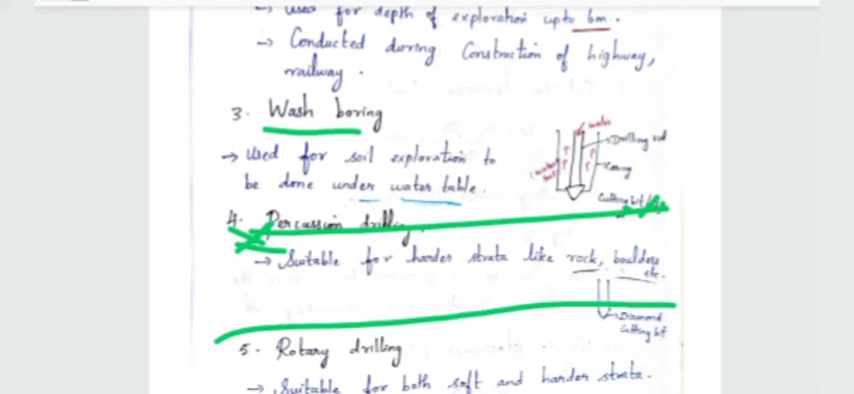 → Used for depth of exploration upto 6m.
→ Conducted during Construction of highway,
railway.
3. Wash boring
→ Used for soil exploration to
be done under water table.
water
→ Drilling rod
→ Casing
Cutting bit
4. Percussion drilling.
→ Suitable for harder strata like rock, boulders
etc.
→ Diamond
Cutting bit
5. Rotary drilling
→ Suitable for both soft and harder strata.